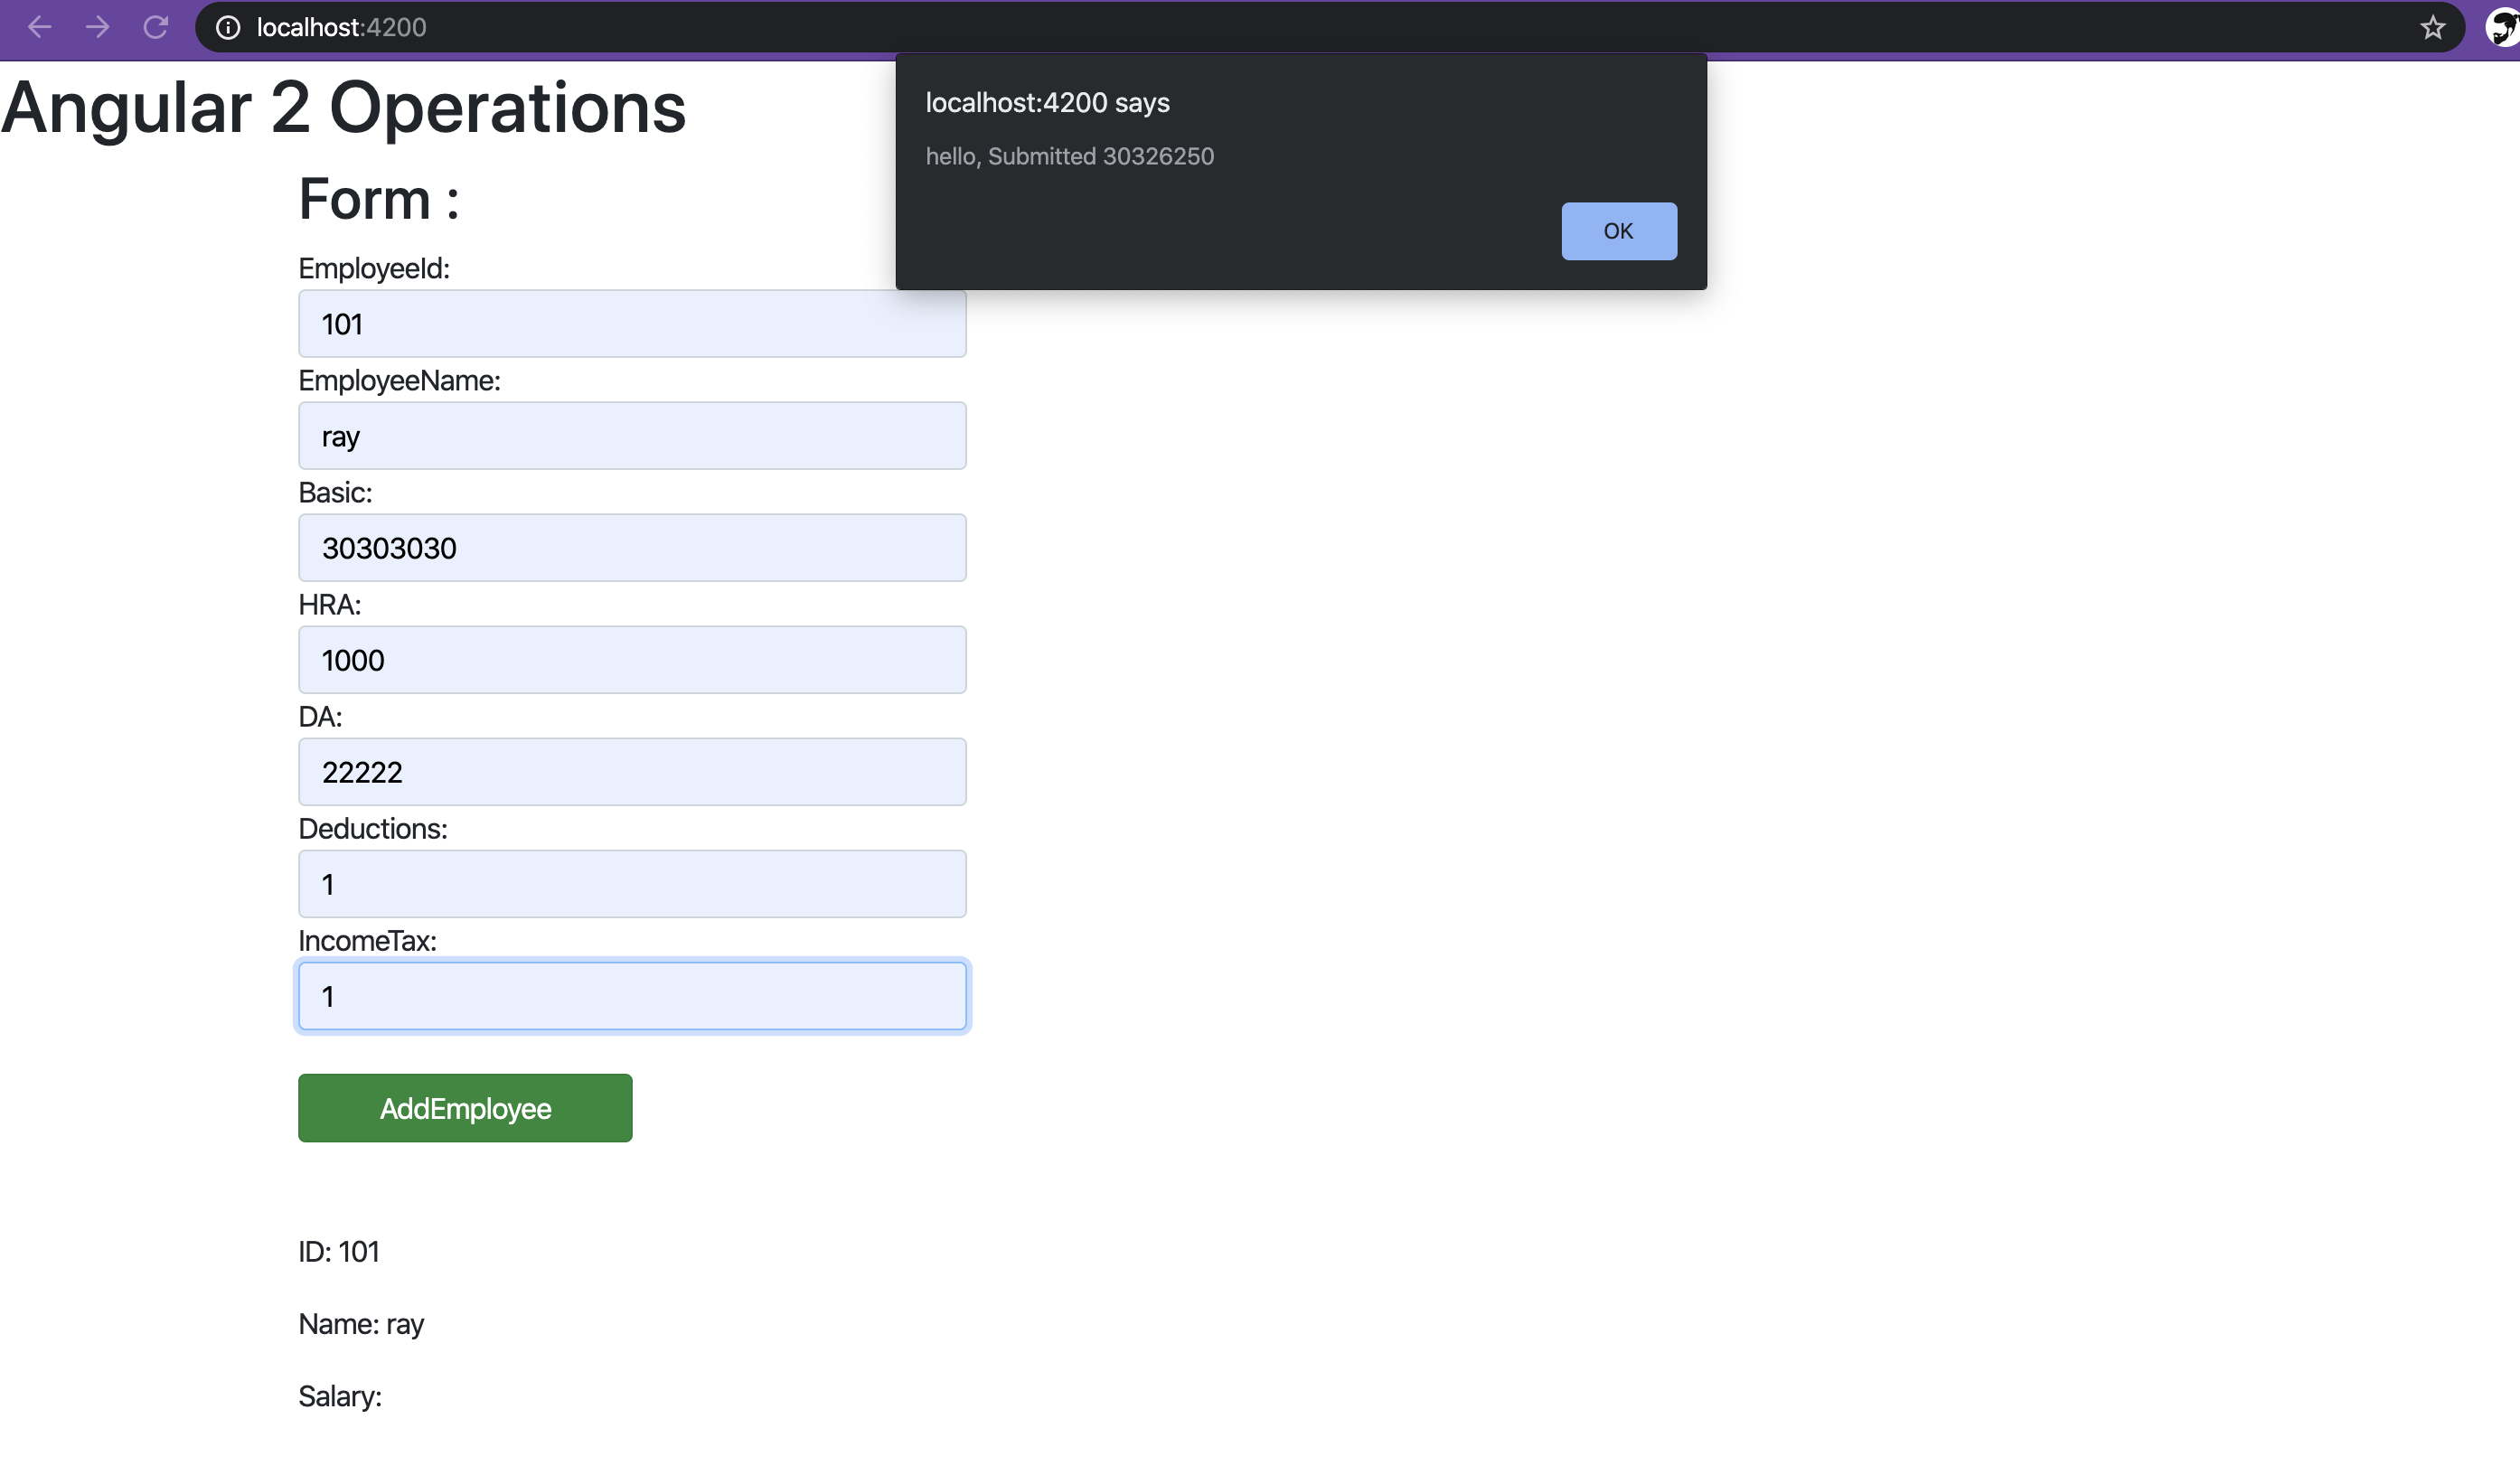 localhost:4200
localhost:4200 says
hello, Submitted 30326250
OK
Angular 2 Operations
Form :
EmployeeId:
101
EmployeeName:
ray
Basic:
30303030
HRA:
1000
DA:
22222
Deductions:
1
IncomeTax:
1
AddEmployee
ID: 101
Name: ray
Salary: